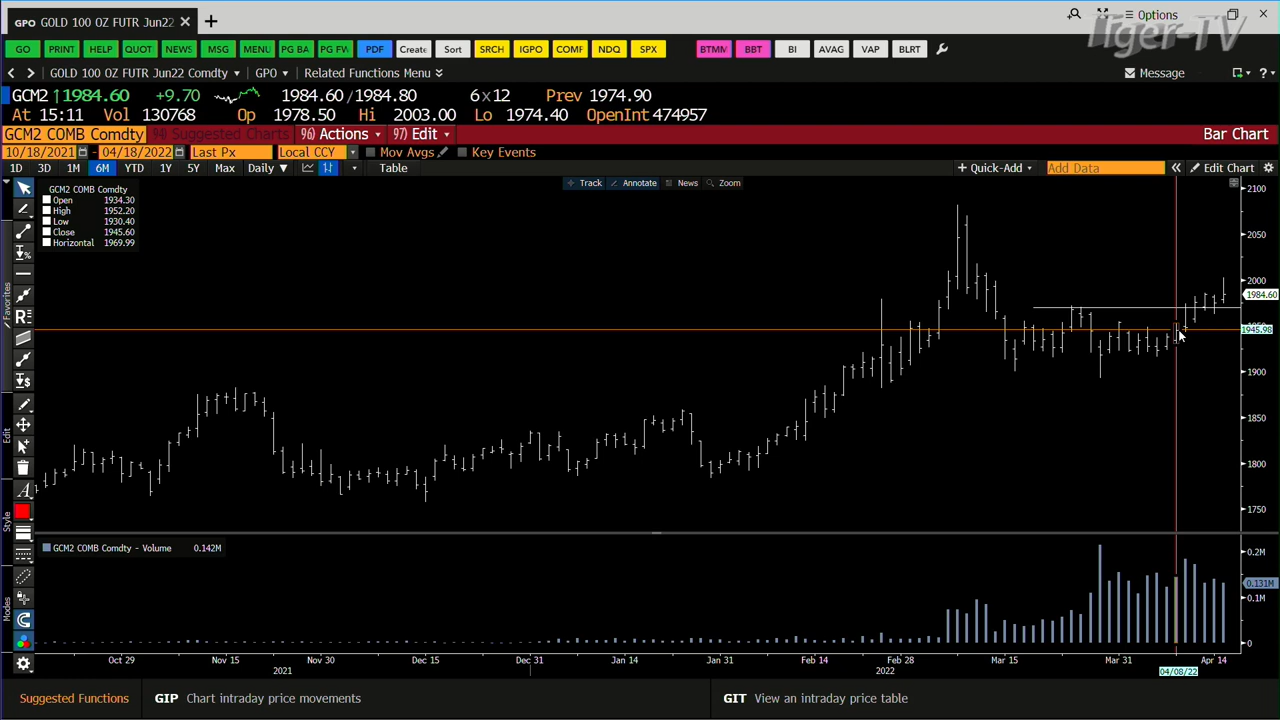 GPO GOLD 100 OZ FUTR Jun22
Options
Tiger-TV
GO PRINT HELP QUOT NEWS MSG MENU PG BA PG FW PDF Create Sort SRCH IGPO COMF NDQ SPX BTMM BBT BI AVAG VAP BLRT
GOLD 100 OZ FUTR Jun22 Comdty GPO Related Functions Menu Message ?
GCM2 ↑1984.60 +9.70 1984.60/1984.80 6x12 Prev 1974.90
At 15:11 Vol 130768 Op 1978.50 Hi 2003.00 Lo 1974.40 OpenInt 474957
GCM2 COMB Comdty 94) Suggested Charts 96) Actions 97) Edit Bar Chart
10/18/2021 - 04/18/2022 Last Px Local CCY Mov Avgs Key Events
1D 3D 1M 6M YTD 1Y 5Y Max Daily ▼ Table + Quick-Add Add Data « Edit Chart
Track Annotate News Zoom
GCM2 COMB Comdty
Open 1934.30
High 1952.20
Low 1930.40
Close 1945.60
Horizontal 1969.99
2100
2050
2000
1984.60
1945.98
1900
1850
1800
1750
Favorites
Edit
Style
Modes
GCM2 COMB Comdty - Volume 0.142M
0.2M
0.131M
0.1M
0
Oct 29 Nov 15 Nov 30 Dec 15 Dec 31 Jan 14 Jan 31 Feb 14 Feb 28 Mar 15 Mar 31 Apr 14
2021 2022 04/08/22
Suggested Functions GIP Chart intraday price movements GIT View an intraday price table